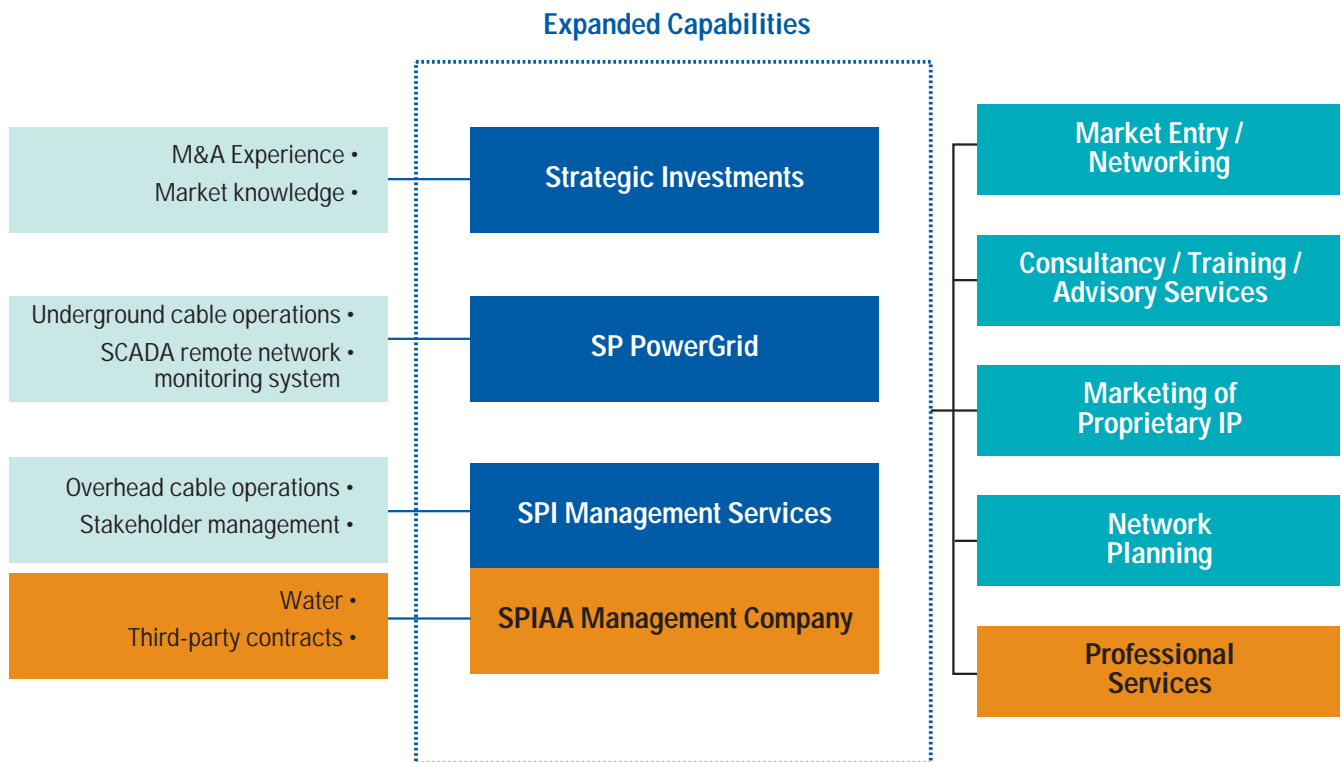 Expanded Capabilities
M&A Experience •
Market knowledge •
Strategic Investments
Underground cable operations •
SCADA remote network •
monitoring system
SP PowerGrid
Overhead cable operations •
Stakeholder management •
SPI Management Services
Water •
Third-party contracts •
SPIAA Management Company
Market Entry /
Networking
Consultancy / Training /
Advisory Services
Marketing of
Proprietary IP
Network
Planning
Professional
Services